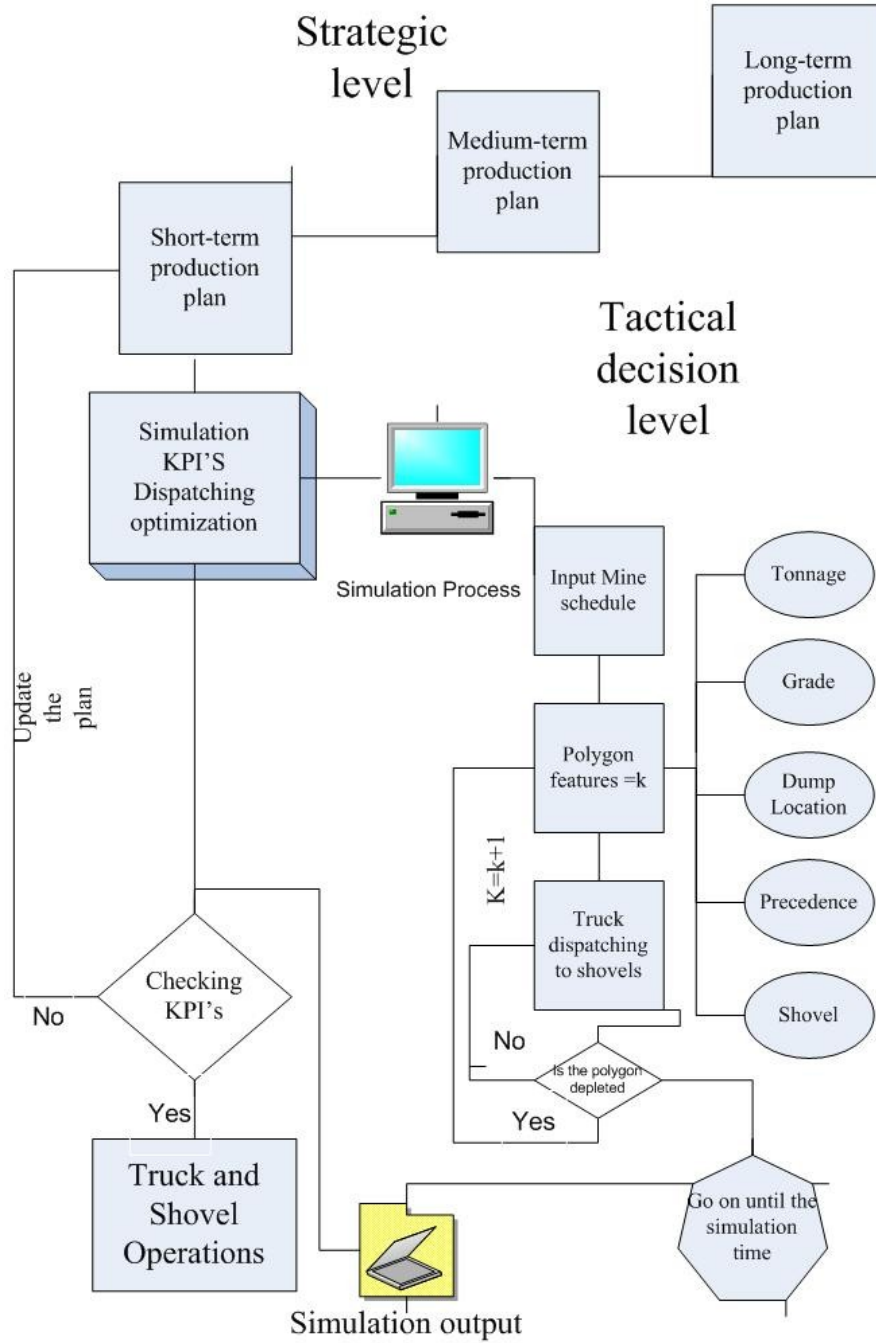 Strategic
level
Long-term
production
plan
Medium-term
production
plan
Short-term
production
plan
Tactical
decision
level
Simulation
KPI'S
Dispatching
optimization
Simulation Process
Input Mine
schedule
Tonnage
Grade
Update
the
plan
Polygon
features =k
Dump
Location
K=k+1
Truck
dispatching
to shovels
Precedence
Shovel
Checking
KPI's
No
No
Is the polygon
depleted
Yes
Yes
Truck and
Shovel
Operations
Go on until the
simulation
time
Simulation output